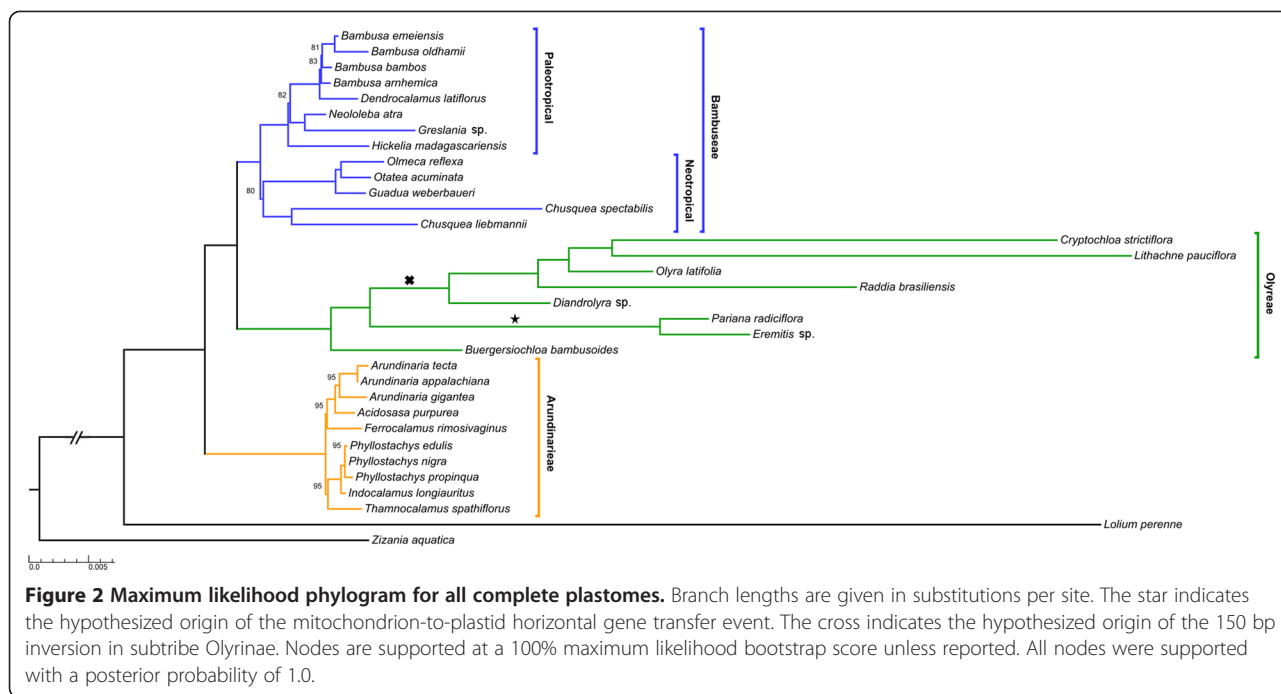 81
Bambusa emeiensis
Bambusa oldhamii
83
Bambusa bambos
Bambusa arnhemica
82
Dendrocalamus latiflorus
Neololeba atra
Greslania sp.
Hickelia madagascariensis
Paleotropical
Olmeca reflexa
Otatea acuminata
80
Guadua weberbaueri
Chusquea spectabilis
Chusquea liebmannii
Neotropical
Bambuseae
Cryptochloa strictiflora
Lithachne pauciflora
Olyra latifolia
Raddia brasiliensis
Diandrolyra sp.
Pariana radiciflora
Eremitis sp.
Buergersiochloa bambusoides
Olyreae
Arundinaria tecta
95
Arundinaria appalachiana
Arundinaria gigantea
95
Acidosasa purpurea
Ferrocalamus rimosivaginus
95
Phyllostachys edulis
Phyllostachys nigra
Phyllostachys propinqua
95
Indocalamus longiauritus
Thamnocalamus spathiflorus
Arundinarieae
Lolium perenne
Zizania aquatica
0.0 0.005
Figure 2 Maximum likelihood phylogram for all complete plastomes. Branch lengths are given in substitutions per site. The star indicates
the hypothesized origin of the mitochondrion-to-plastid horizontal gene transfer event. The cross indicates the hypothesized origin of the 150 bp
inversion in subtribe Olyrinae. Nodes are supported at a 100% maximum likelihood bootstrap score unless reported. All nodes were supported
with a posterior probability of 1.0.